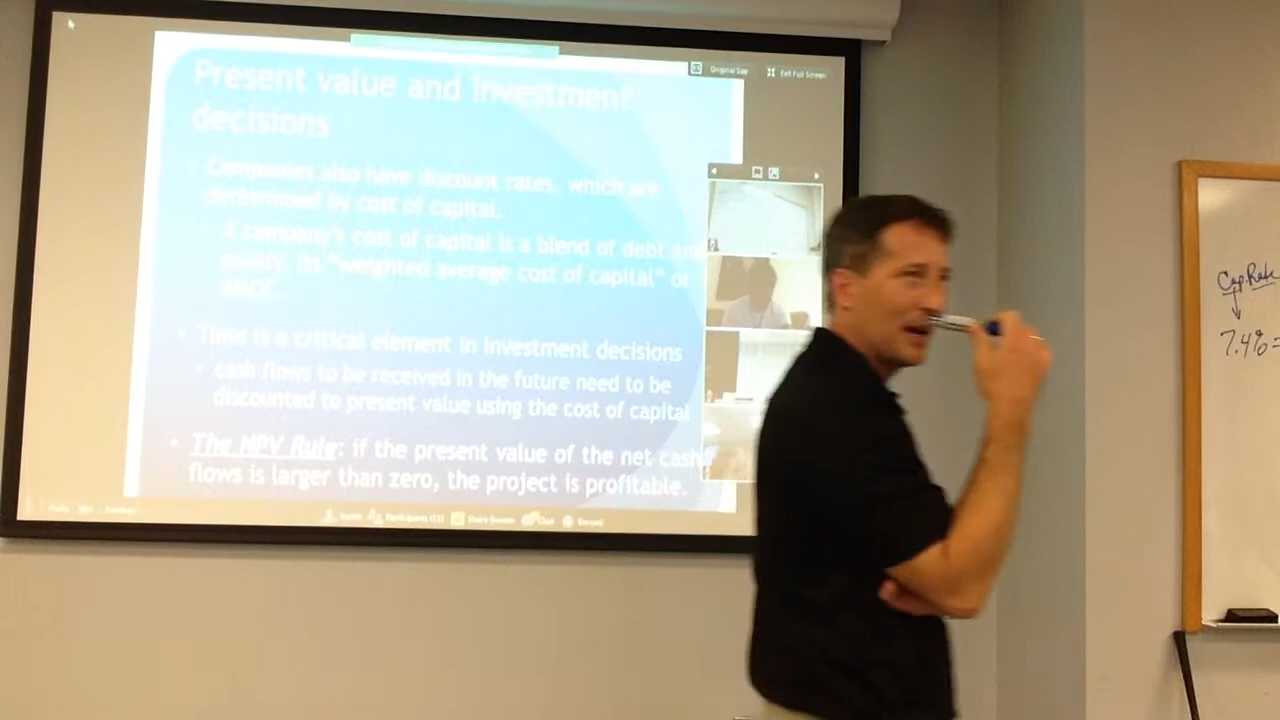 Original Size
Exit Full Screen
Present value and investment
decisions
Companies also have discount rates, which are
determined by cost of capital.
A company's cost of capital is a blend of debt and
equity. Its "weighted average cost of capital" or
WACC
Time is a critical element in investment decisions
cash flows to be received in the future need to be
discounted to present value using the cost of capital
The NPV Rule: if the present value of the net cash
flows is larger than zero, the project is profitable.
Chat
Record
Cap. Rate
7.4% =